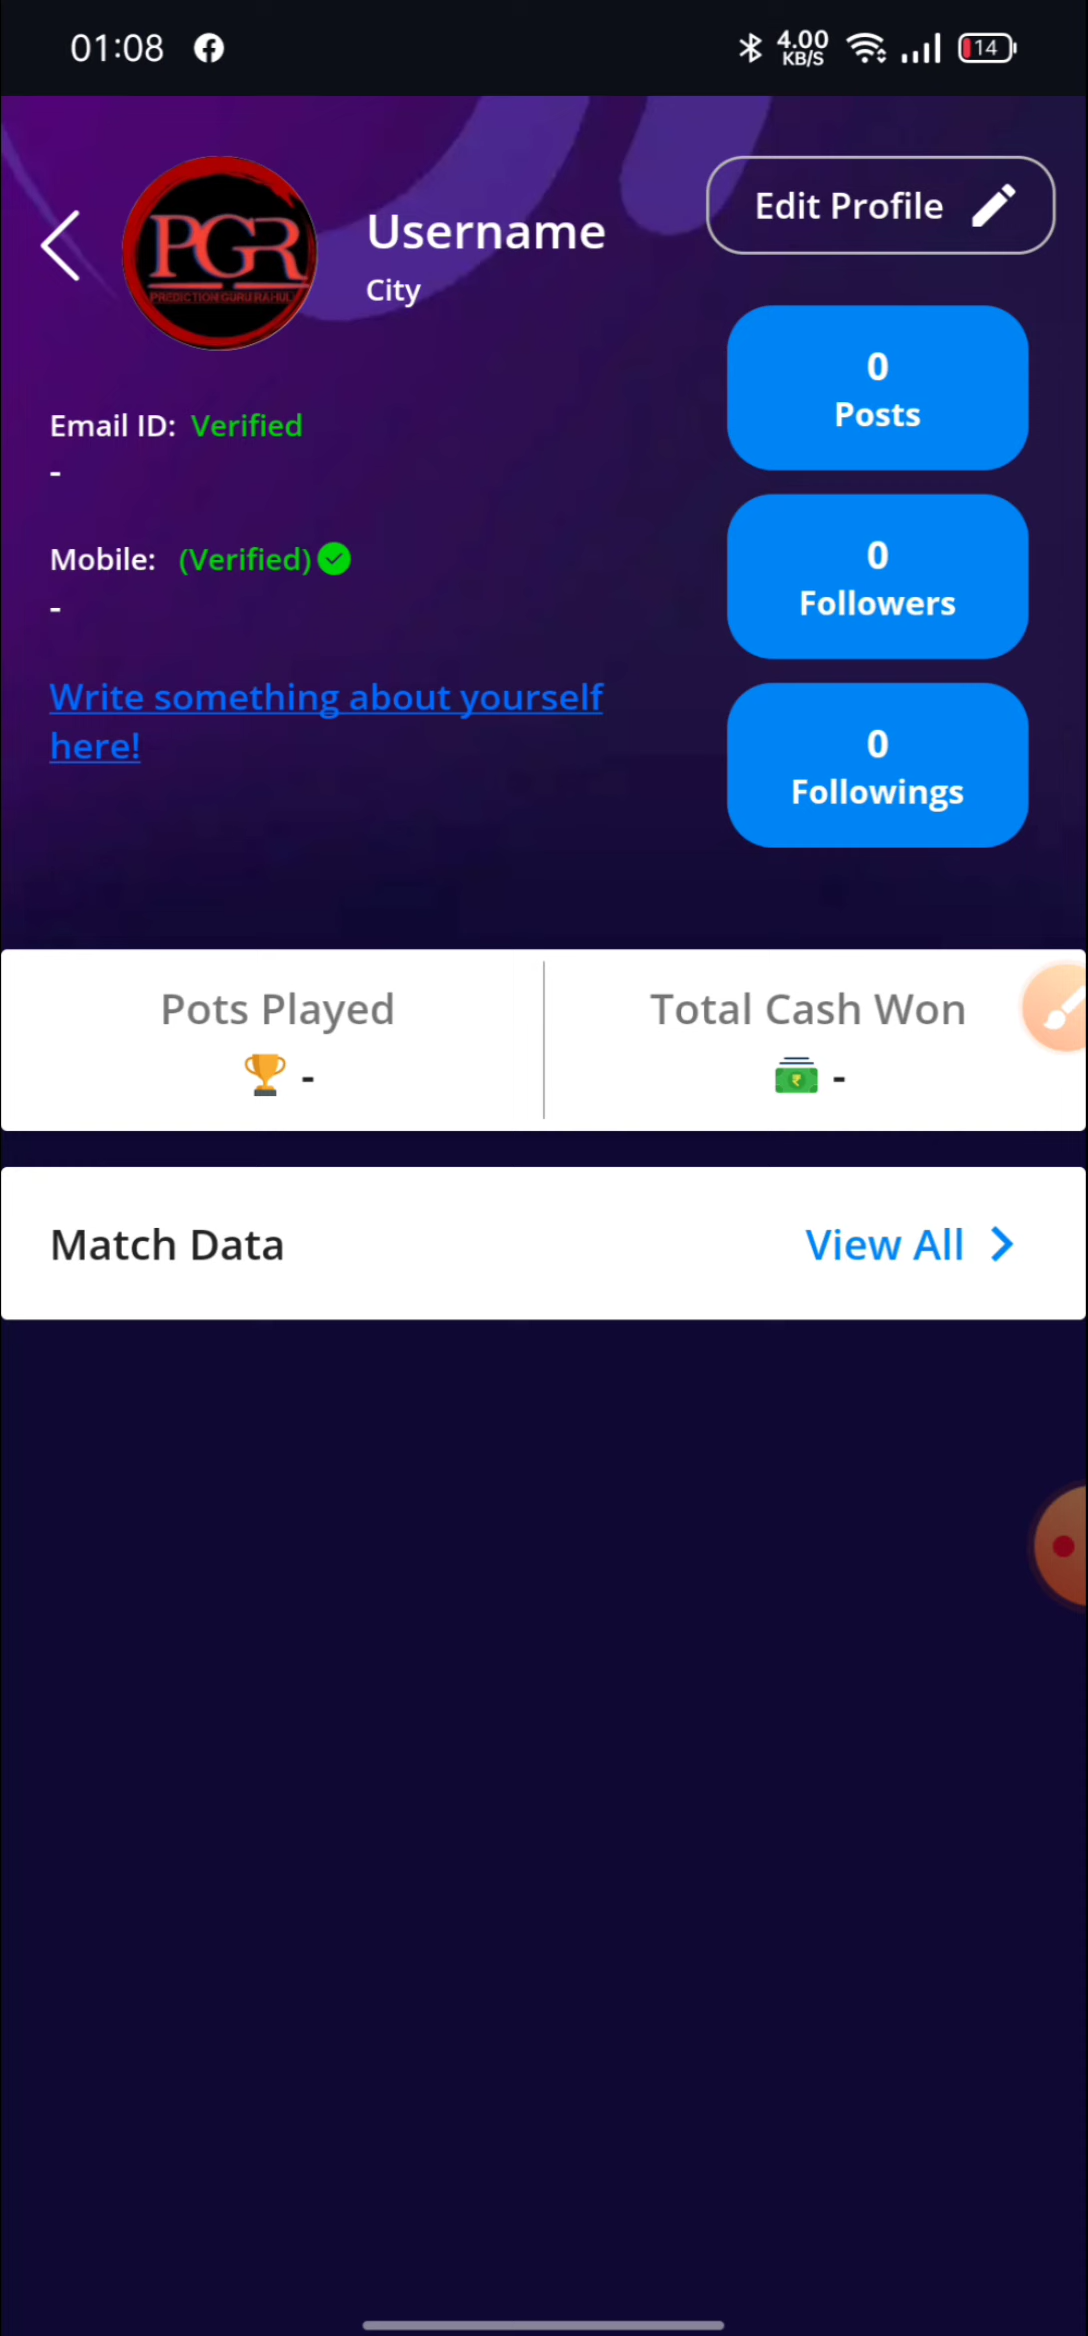 01:08
4.00
KB/S
14
Edit Profile
PGR
PREDICTION GURU RAHUL
Username
City
0
Posts
Email ID: Verified
-
0
Followers
Mobile: (Verified)
-
Write something about yourself
here!
0
Followings
Pots Played
-
Total Cash Won
₹ -
Match Data
View All